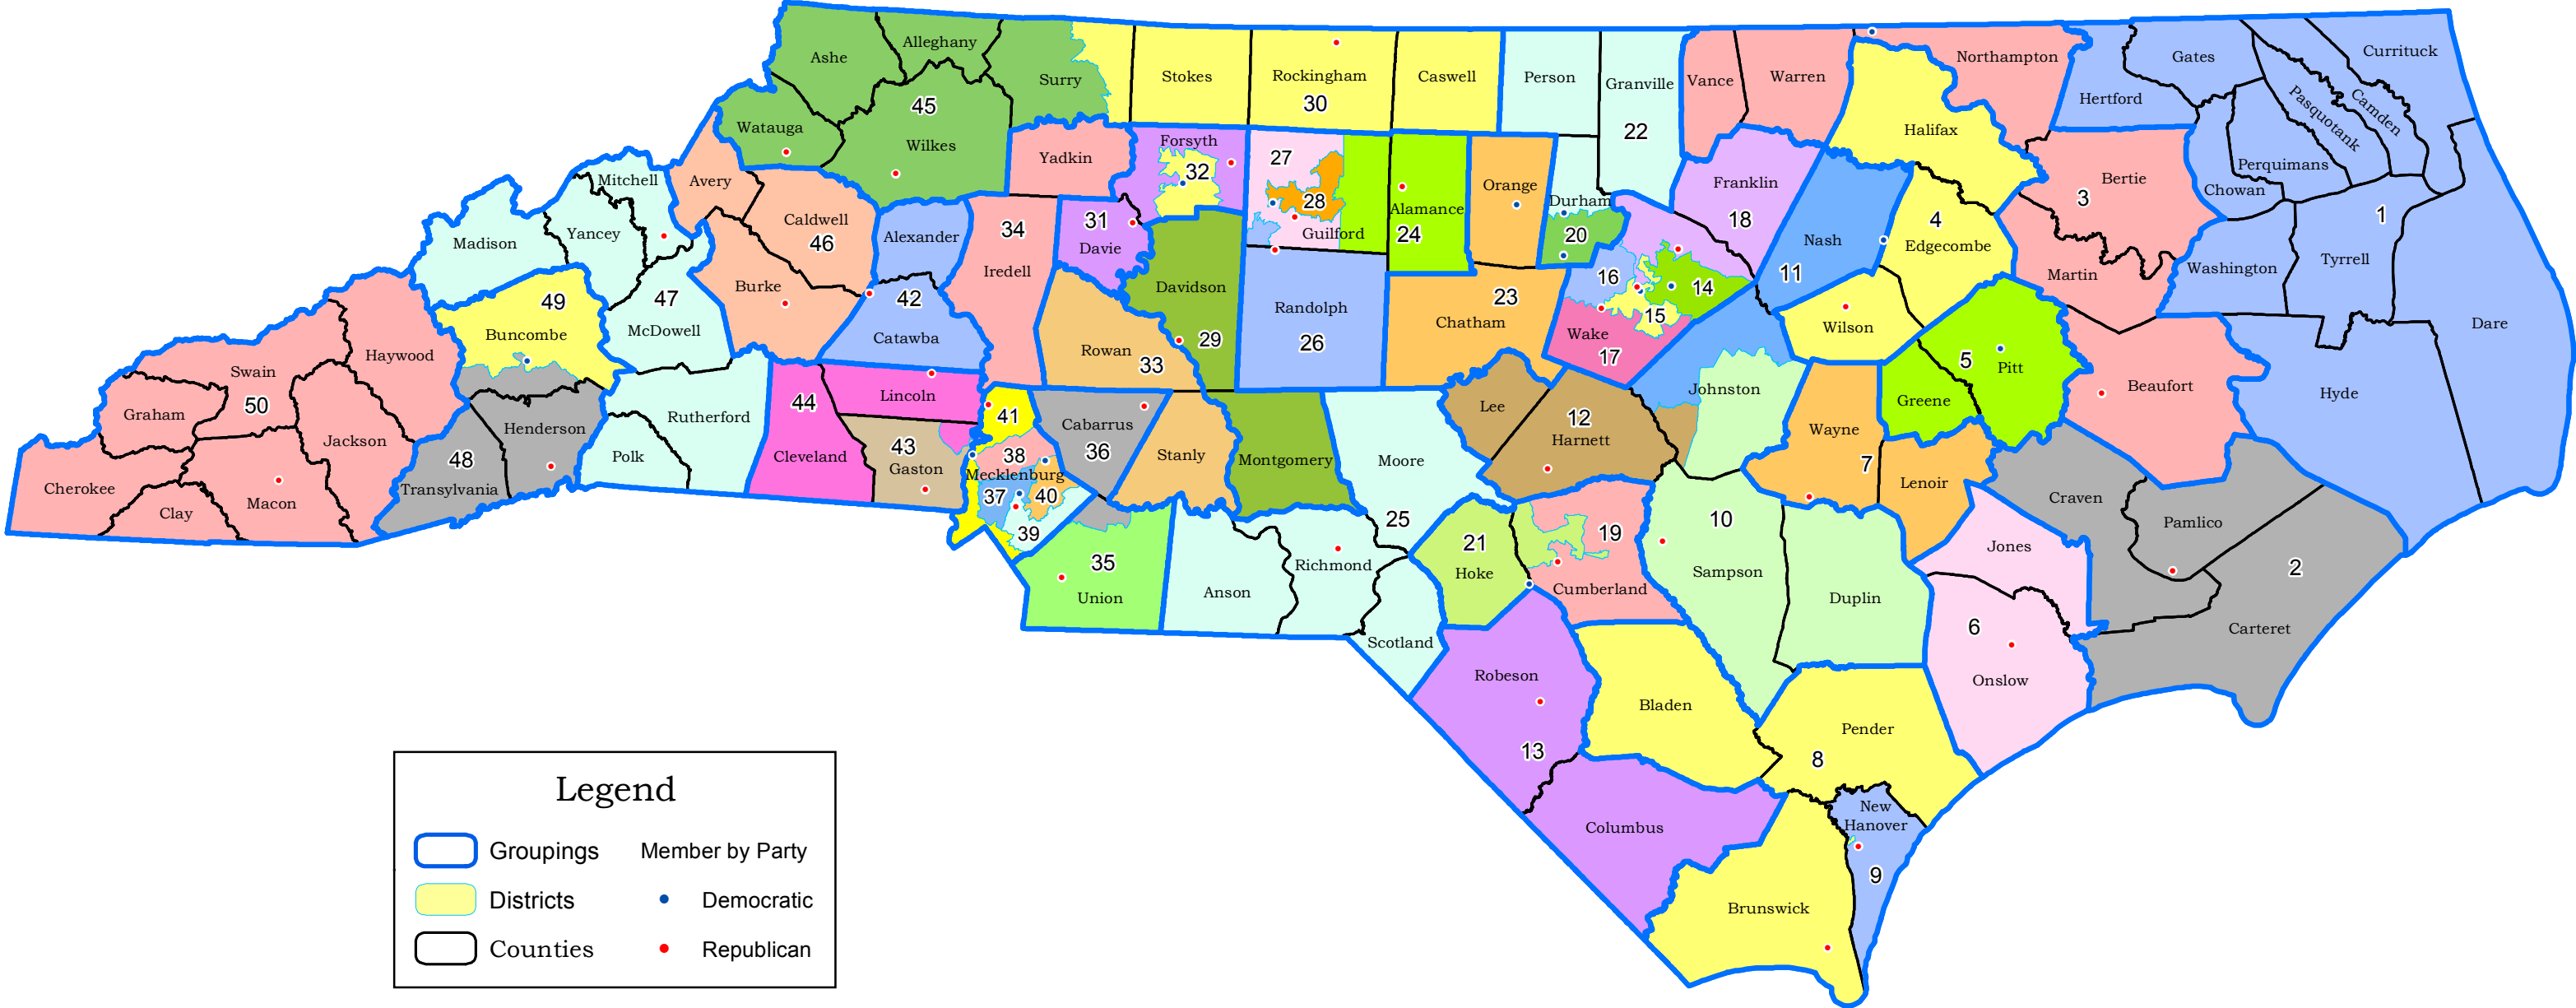 Ashe
Alleghany
Surry
Stokes
Rockingham
30
Caswell
Person
Granville
22
Vance
Warren
Northampton
Gates
Currituck
Hertford
Pasquotank
Camden
Watauga
45
Wilkes
Yadkin
Forsyth
32
27
28
Guilford
Alamance
24
Orange
Durham
20
Franklin
18
Halifax
Bertie
3
Perquimans
Chowan
1
Mitchell
Avery
Caldwell
46
Alexander
34
Iredell
31
Davie
Davidson
29
Randolph
26
Chatham
23
16
14
15
Wake
17
Nash
11
4
Edgecombe
Wilson
Martin
Washington
Tyrrell
Dare
Madison
Yancey
Burke
42
Catawba
47
McDowell
49
Buncombe
Haywood
Swain
50
Graham
Jackson
Cherokee
Clay
Macon
Henderson
48
Transylvania
Polk
Rutherford
44
Cleveland
Lincoln
43
Gaston
Rowan
33
41
Cabarrus
36
38
Mecklenburg
37
40
39
Stanly
Montgomery
Moore
25
Lee
12
Harnett
Johnston
Wayne
7
Greene
5
Pitt
Lenoir
Beaufort
Hyde
Craven
Pamlico
2
Carteret
Jones
6
Onslow
35
Union
Anson
Richmond
Scotland
21
Hoke
19
Cumberland
10
Sampson
Duplin
Robeson
13
Bladen
Pender
8
Columbus
New
Hanover
9
Brunswick
Legend
Groupings
Member by Party
Districts
Democratic
Counties
Republican